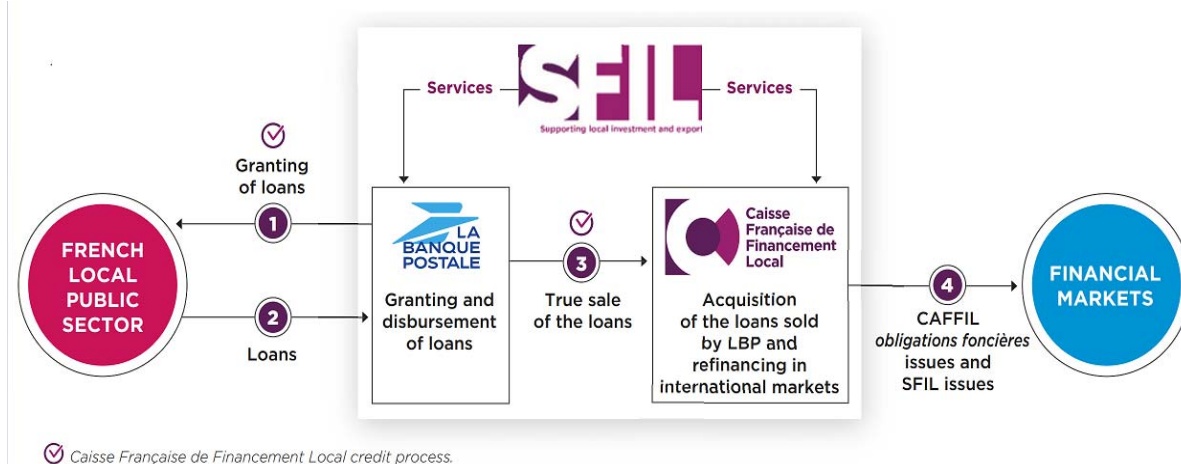 SFIL
Supporting local investment and export
Services
Services
Granting
of loans
1
FRENCH
LOCAL
PUBLIC
SECTOR
2
Loans
LA
BANQUE
POSTALE
Granting and
disbursement
of loans
3
True sale
of the loans
Caisse
Française de
Financement
Local
Acquisition
of the loans sold
by LBP and
refinancing in
international markets
4
CAFFIL
obligations foncières
issues and
SFIL issues
FINANCIAL
MARKETS
Caisse Française de Financement Local credit process.